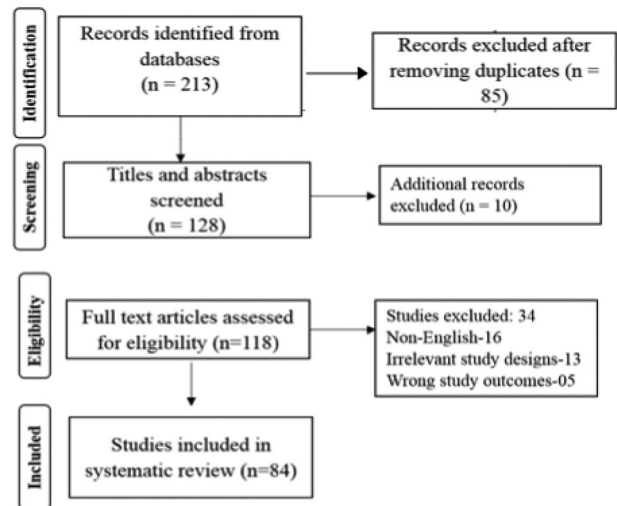 Identification
Records identified from
databases
(n = 213)
Records excluded after
removing duplicates (n =
85)
Screening
Titles and abstracts
screened
(n = 128)
Additional records
excluded (n = 10)
Eligibility
Full text articles assessed
for eligibility (n=118)
Studies excluded: 34
Non-English-16
Irrelevant study designs-13
Wrong study outcomes-05
Included
Studies included in
systematic review (n=84)